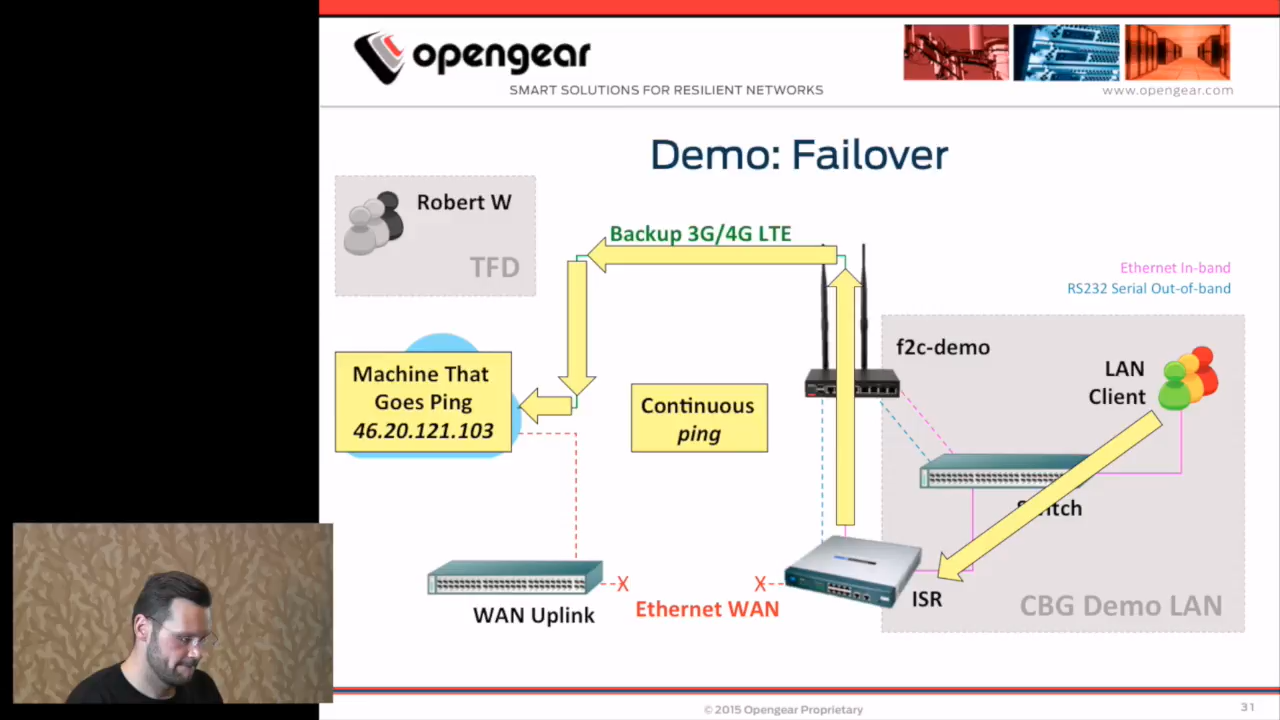 opengear
SMART SOLUTIONS FOR RESILIENT NETWORKS
www.opengear.com
Demo: Failover
Robert W
TFD
Backup 3G/4G LTE
Ethernet In-band
RS232 Serial Out-of-band
f2c-demo
LAN
Client
Machine That
Goes Ping
46.20.121.103
Continuous
ping
Switch
ISR
WAN Uplink
X
X
Ethernet WAN
CBG Demo LAN
© 2015 Opengear Proprietary
31